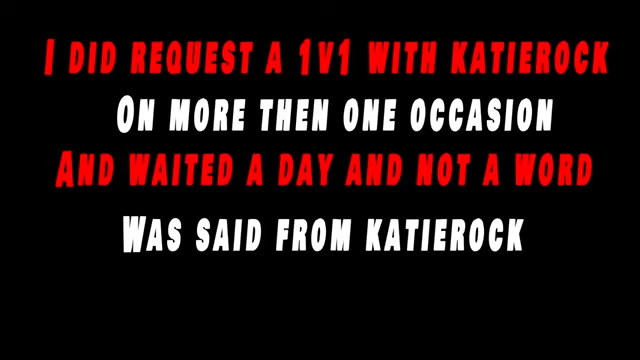 I DID REQUEST A 1V1 WITH KATIEROCK
ON MORE THEN ONE OCCASION
AND WAITED A DAY AND NOT A WORD
WAS SAID FROM KATIEROCK